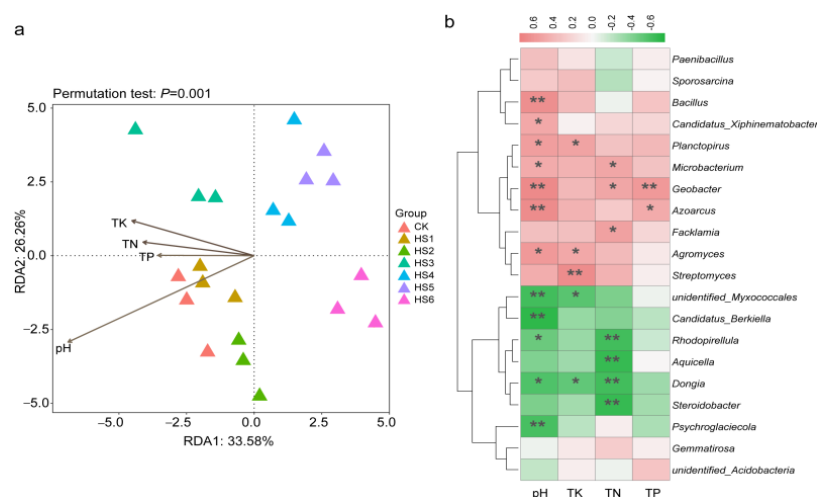 a
Permutation test: P=0.001
5.0
2.5
0.0
−2.5
−5.0
RDA2: 26.26%
TK
TN
TP
pH
−5.0
−2.5
0.0
2.5
5.0
RDA1: 33.58%
Group
CK
HS1
HS2
HS3
HS4
HS5
HS6
b
0.6
0.4
0.2
0.0
-0.2
-0.4
-0.6
Paenibacillus
Sporosarcina
** Bacillus
* Candidatus_Xiphinematobacter
* * Planctopirus
* * Microbacterium
** * ** Geobacter
** * Azoarcus
* Facklamia
* * Agromyces
** Streptomyces
** * unidentified_Myxococcales
** Candidatus_Berkiella
* ** Rhodopirellula
** Aquicella
* * ** Dongia
** Steroidobacter
** Psychroglaciecola
Gemmatirosa
unidentified_Acidobacteria
pH TK TN TP